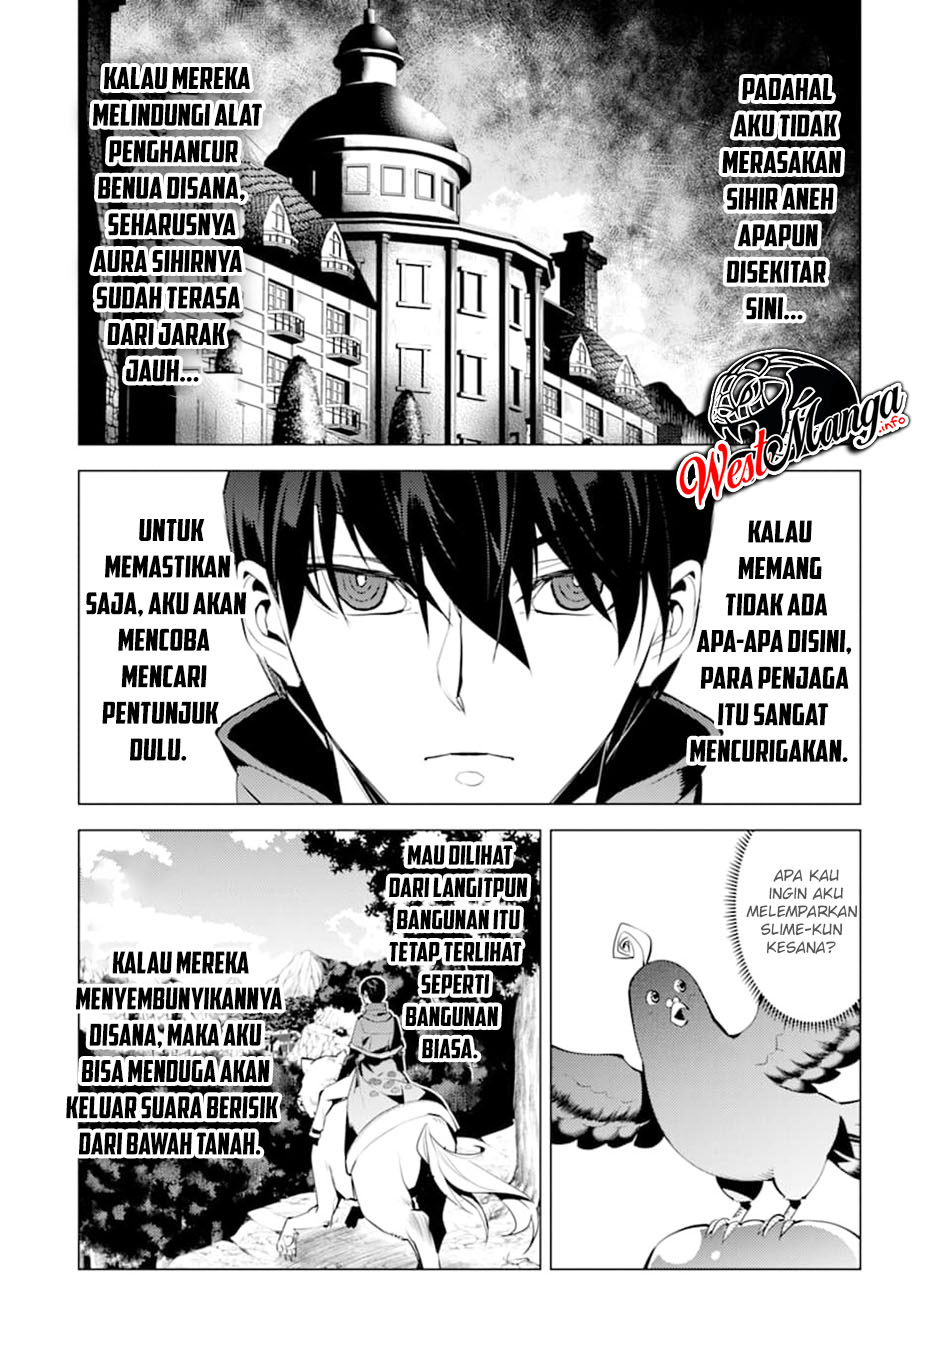 PADAHAL
AKU TIDAK
MERASAKAN
SIHIR ANEH
APAPUN
DISEKITAR
SINI...
KALAU MEREKA
MELINDUNGI ALAT
PENGHANCUR
BENUA DISANA,
SEHARUSNYA
AURA SIHIRNYA
SUDAH TERASA
DARI JARAK
JAUH...
WestManga
.info
KALAU
MEMANG
TIDAK ADA
APA-APA DISINI,
PARA PENJAGA
ITU SANGAT
MENCURIGAKAN.
UNTUK
MEMASTIKAN
SAJA, AKU AKAN
MENCOBA
MENCARI
PENTUNJUK
DULU.
APA KAU
INGIN AKU
MELEMPARKAN
SLIME-KUN
KESANA?
MAU DILIHAT
DARI LANGITPUN
BANGUNAN ITU
TETAP TERLIHAT
SEPERTI
BANGUNAN
BIASA.
KALAU MEREKA
MENYEMBUNYIKANNYA
DISANA, MAKA AKU
BISA MENDUGA AKAN
KELUAR SUARA BERISIK
DARI BAWAH TANAH.